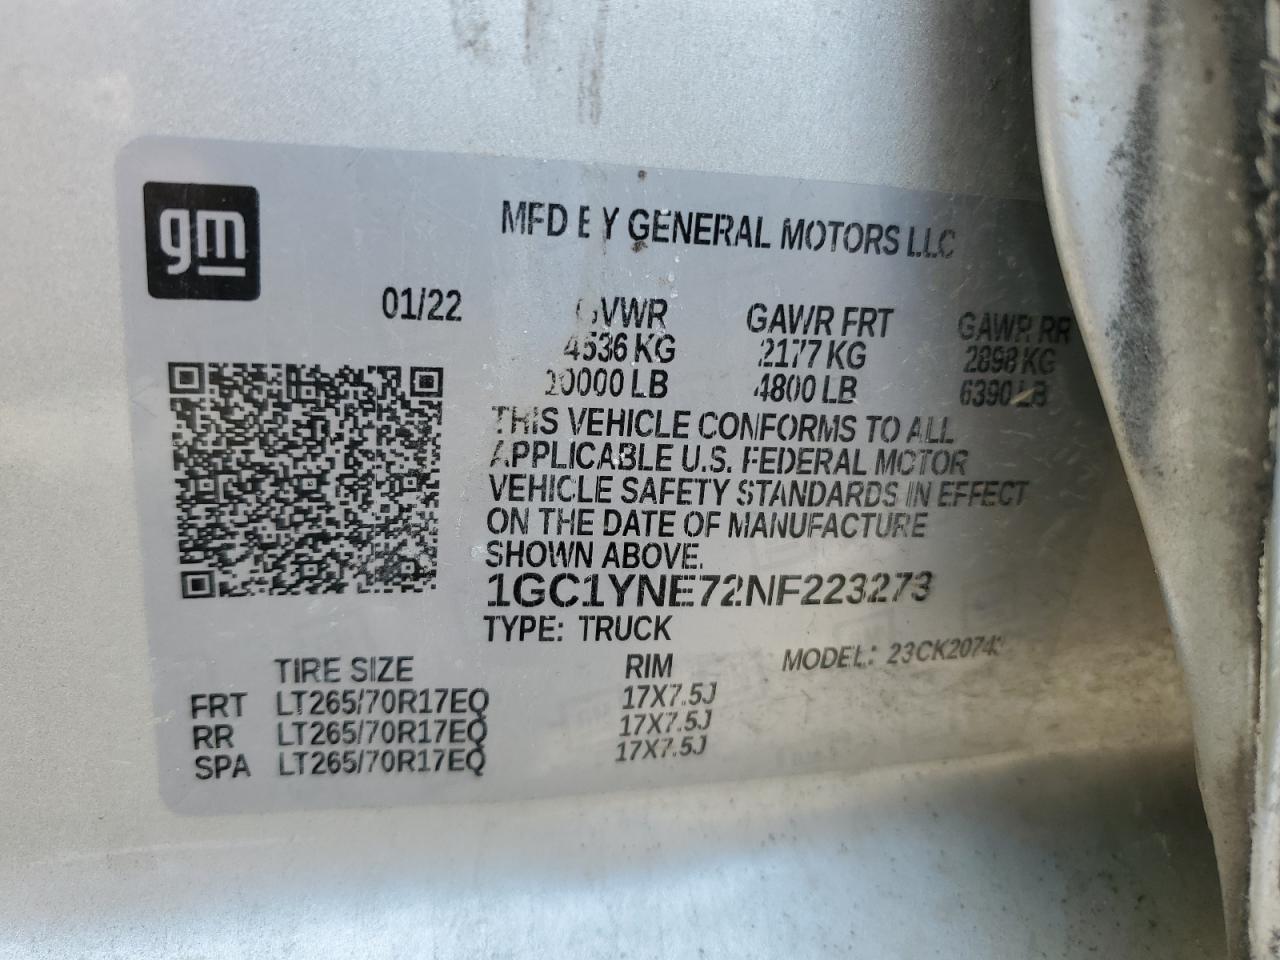 gm
MFD BY GENERAL MOTORS LLC
01/22 GVWR GAWR FRT GAWR RR
4536 KG 2177 KG 2898 KG
10000 LB 4800 LB 6390 LB
THIS VEHICLE CONFORMS TO ALL
APPLICABLE U.S. FEDERAL MOTOR
VEHICLE SAFETY STANDARDS IN EFFECT
ON THE DATE OF MANUFACTURE
SHOWN ABOVE.
1GC1YNE72NF223273
TYPE: TRUCK MODEL: 23CK20743
TIRE SIZE RIM
FRT LT265/70R17EQ 17X7.5J
RR LT265/70R17EQ 17X7.5J
SPA LT265/70R17EQ 17X7.5J